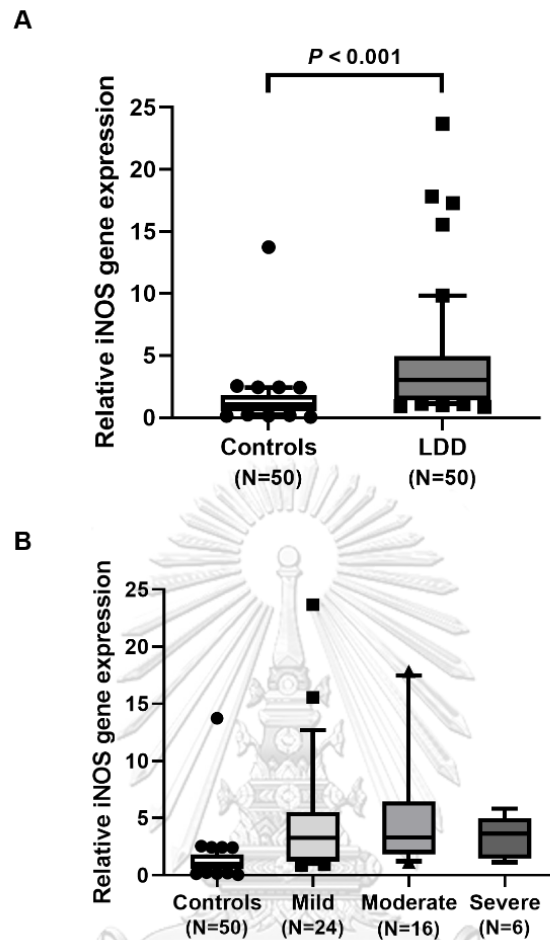 A
P < 0.001
Relative iNOS gene expression
25
20
15
10
5
0
Controls
LDD
(N=50)
(N=50)
B
Relative iNOS gene expression
25
20
15
10
5
0
Controls Mild Moderate Severe
(N=50) (N=24) (N=16) (N=6)